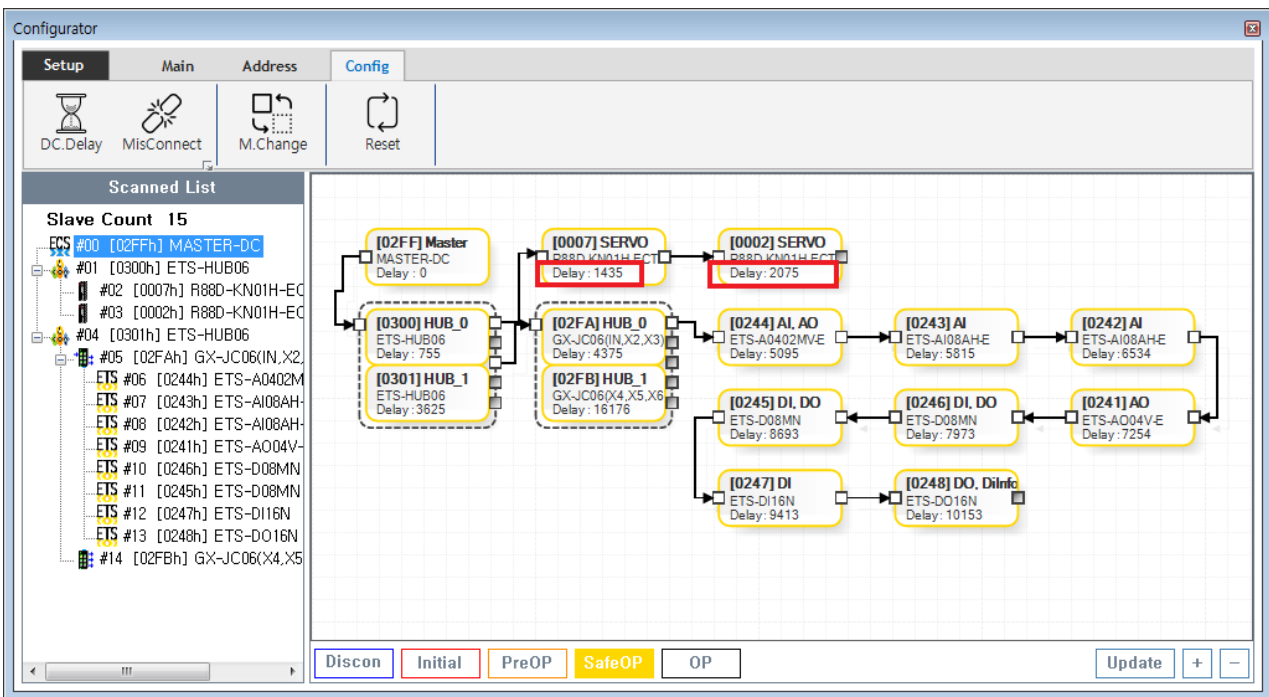 Configurator
Setup Main Address Config
DC.Delay MisConnect M.Change Reset
Scanned List
Slave Count 15
ECS #00 [02FFh] MASTER-DC
#01 [0300h] ETS-HUB06
#02 [0007h] R88D-KN01H-EC
#03 [0002h] R88D-KN01H-EC
#04 [0301h] ETS-HUB06
#05 [02FAh] GX-JC06(IN,X2,
ETS #06 [0244h] ETS-A0402M
ETS #07 [0243h] ETS-AI08AH-
ETS #08 [0242h] ETS-AI08AH-
ETS #09 [0241h] ETS-AO04V-
ETS #10 [0246h] ETS-D08MN
ETS #11 [0245h] ETS-D08MN
ETS #12 [0247h] ETS-DI16N
ETS #13 [0248h] ETS-DO16N
#14 [02FBh] GX-JC06(X4,X5
[02FF] Master
MASTER-DC
Delay : 0
[0007] SERVO
R88D-KN01H-ECT
Delay : 1435
[0002] SERVO
R88D-KN01H-ECT
Delay : 2075
[0300] HUB_0
ETS-HUB06
Delay : 755
[0301] HUB_1
ETS-HUB06
Delay : 3625
[02FA] HUB_0
GX-JC06(IN,X2,X3)
Delay : 4375
[02FB] HUB_1
GX-JC06(X4,X5,X6
Delay : 16176
[0244] AI, AO
ETS-A0402MV-E
Delay : 5095
[0243] AI
ETS-AI08AH-E
Delay : 5815
[0242] AI
ETS-AI08AH-E
Delay : 6534
[0245] DI, DO
ETS-D08MN
Delay : 8693
[0246] DI, DO
ETS-D08MN
Delay : 7973
[0241] AO
ETS-AO04V-E
Delay : 7254
[0247] DI
ETS-DI16N
Delay : 9413
[0248] DO, DiInfo
ETS-DO16N
Delay : 10153
Discon Initial PreOP SafeOP OP Update + −